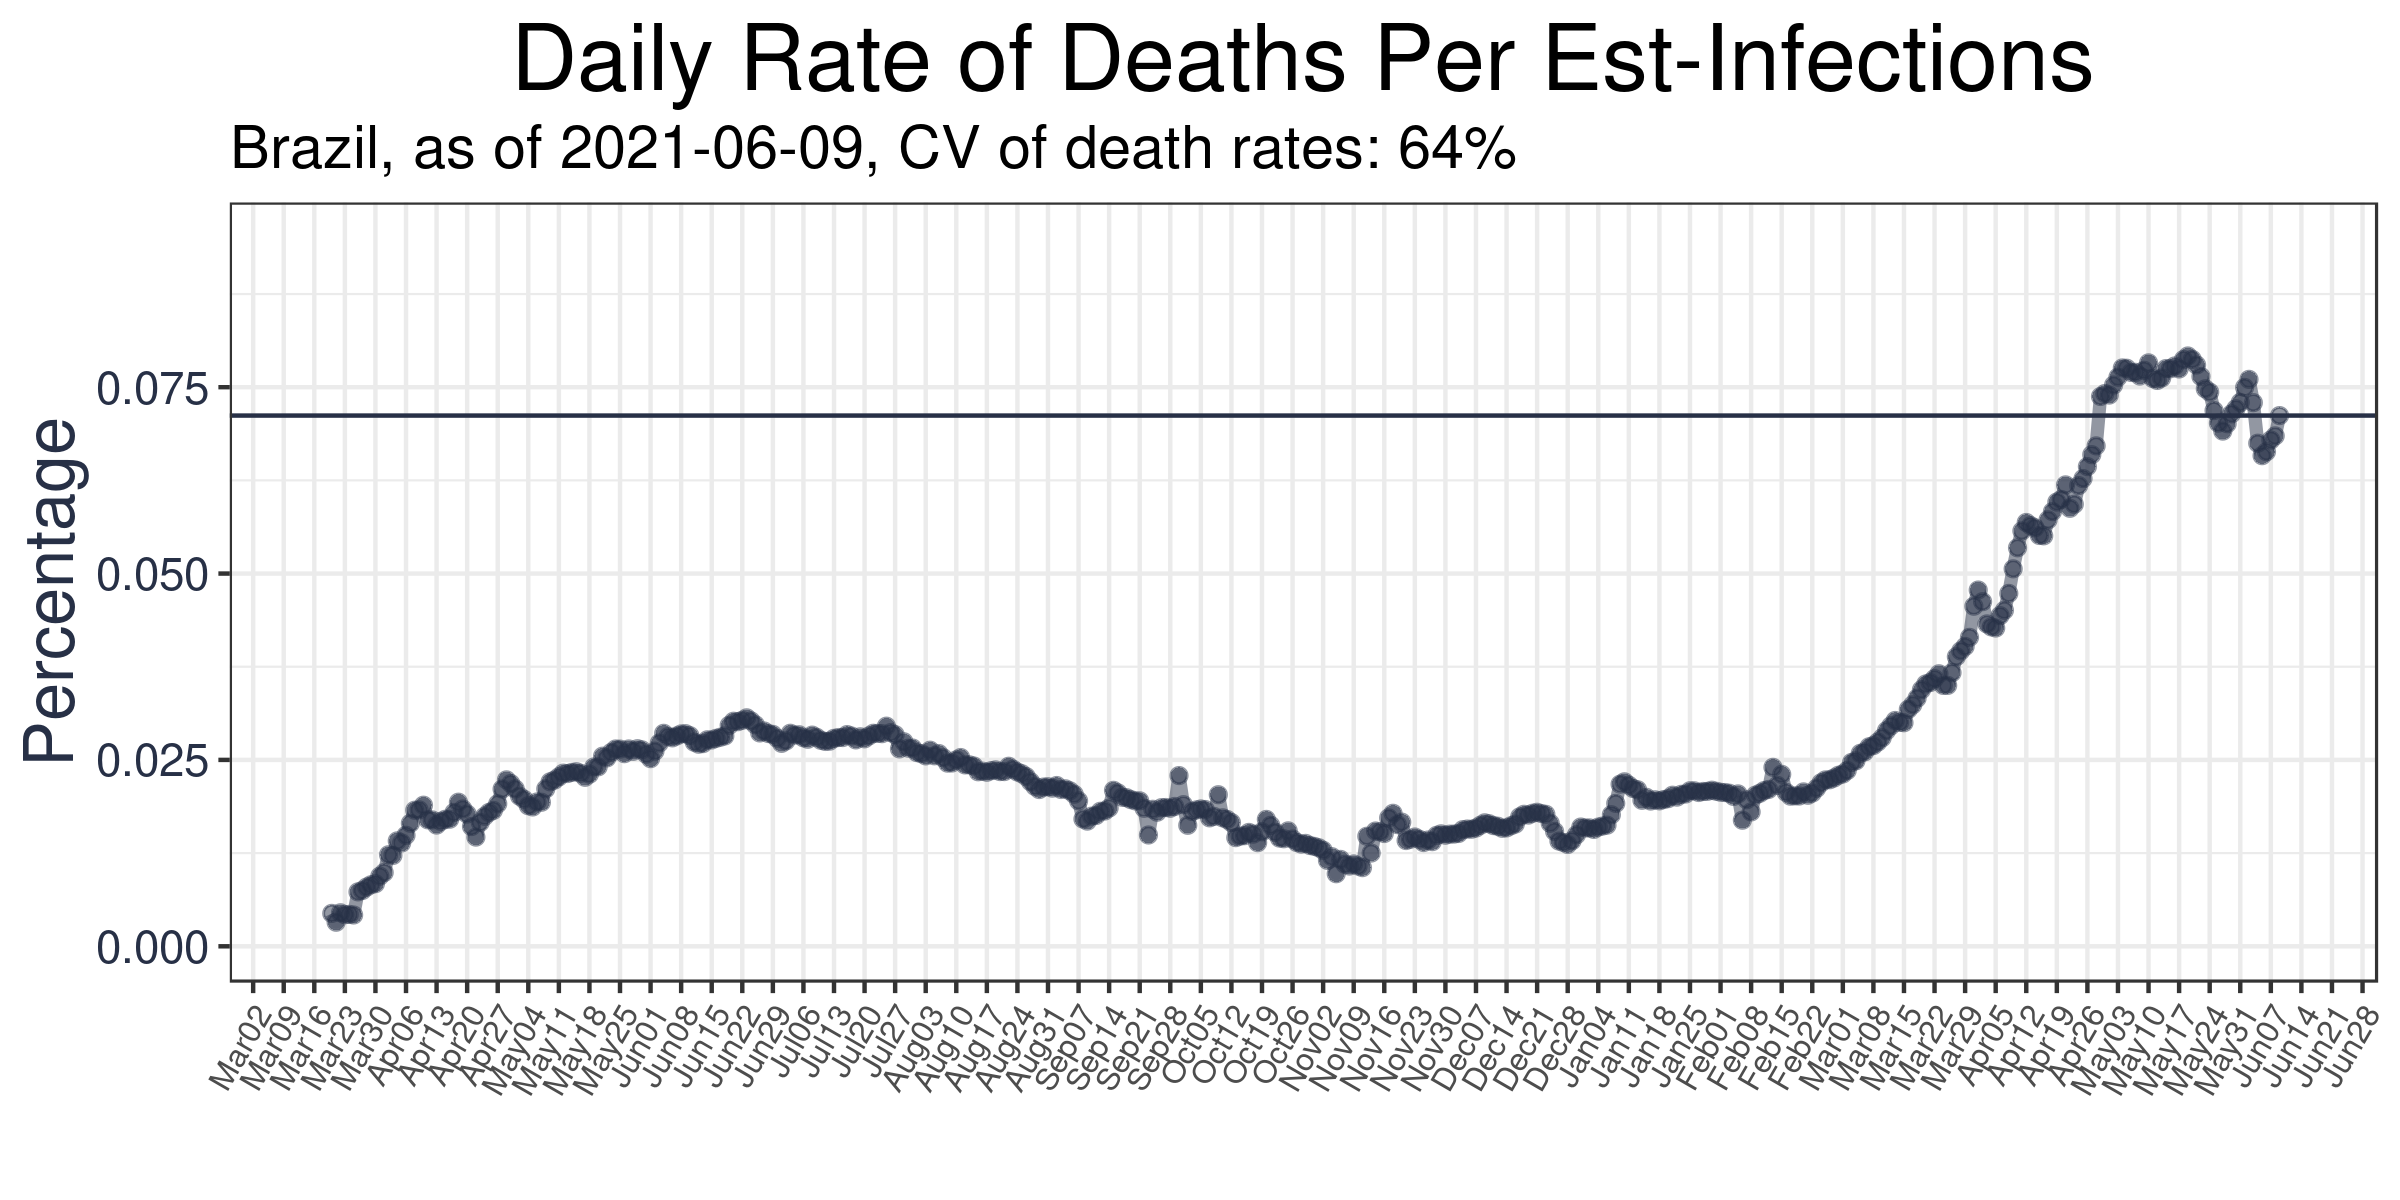 Daily Rate of Deaths Per Est-Infections
Brazil, as of 2021-06-09, CV of death rates: 64%
Percentage
0.075
0.050
0.025
0.000
Mar02
Mar09
Mar16
Mar23
Mar30
Apr06
Apr13
Apr20
Apr27
May04
May11
May18
May25
Jun01
Jun08
Jun15
Jun22
Jun29
Jul06
Jul13
Jul20
Jul27
Aug03
Aug10
Aug17
Aug24
Aug31
Sep07
Sep14
Sep21
Sep28
Oct05
Oct12
Oct19
Oct26
Nov02
Nov09
Nov16
Nov23
Nov30
Dec07
Dec14
Dec21
Dec28
Jan04
Jan11
Jan18
Jan25
Feb01
Feb08
Feb15
Feb22
Mar01
Mar08
Mar15
Mar22
Mar29
Apr05
Apr12
Apr19
Apr26
May03
May10
May17
May24
May31
Jun07
Jun14
Jun21
Jun28